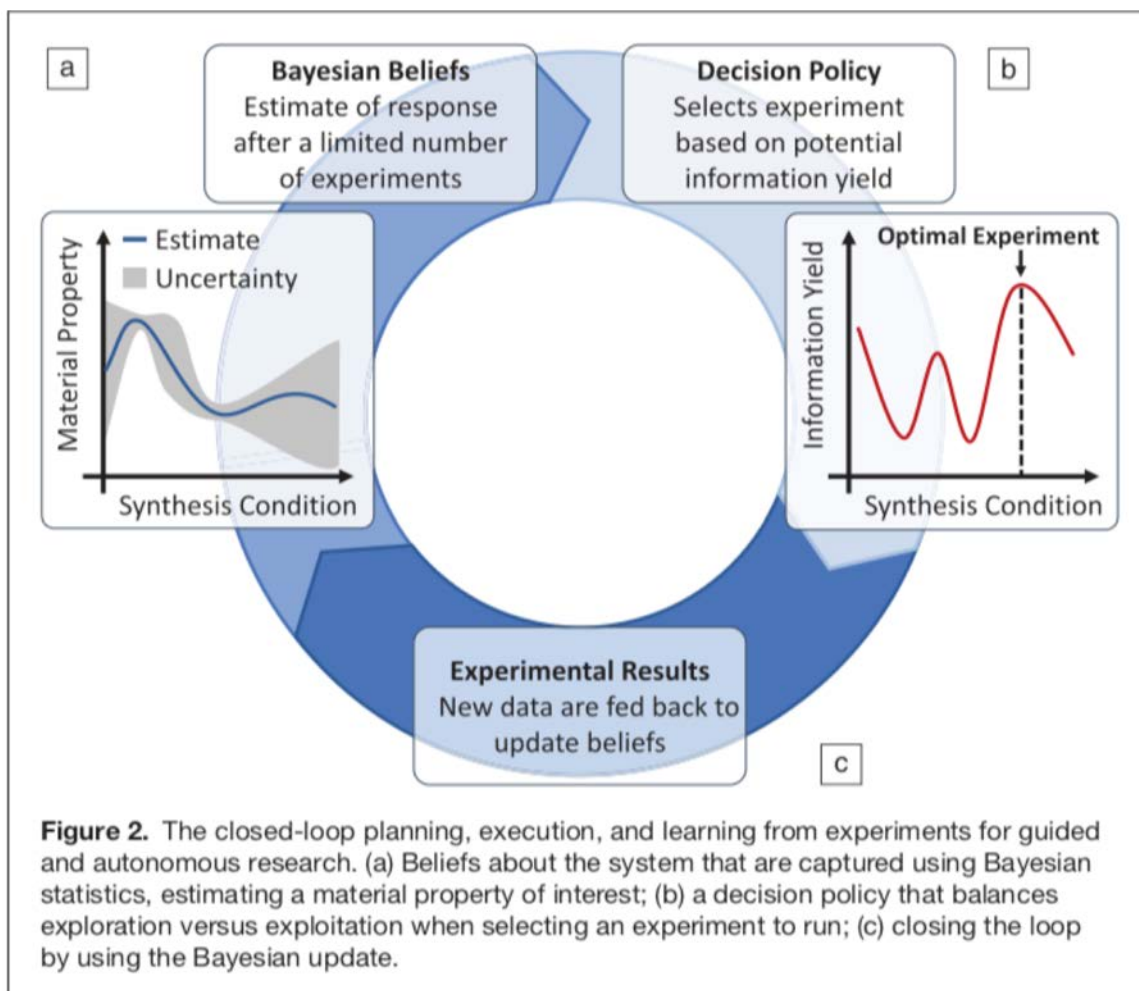 a
Bayesian Beliefs
Estimate of response
after a limited number
of experiments
Decision Policy
Selects experiment
based on potential
information yield
b
Material Property
Estimate
Uncertainty
Synthesis Condition
Optimal Experiment
Information Yield
Synthesis Condition
Experimental Results
New data are fed back to
update beliefs
c
Figure 2. The closed-loop planning, execution, and learning from experiments for guided
and autonomous research. (a) Beliefs about the system that are captured using Bayesian
statistics, estimating a material property of interest; (b) a decision policy that balances
exploration versus exploitation when selecting an experiment to run; (c) closing the loop
by using the Bayesian update.